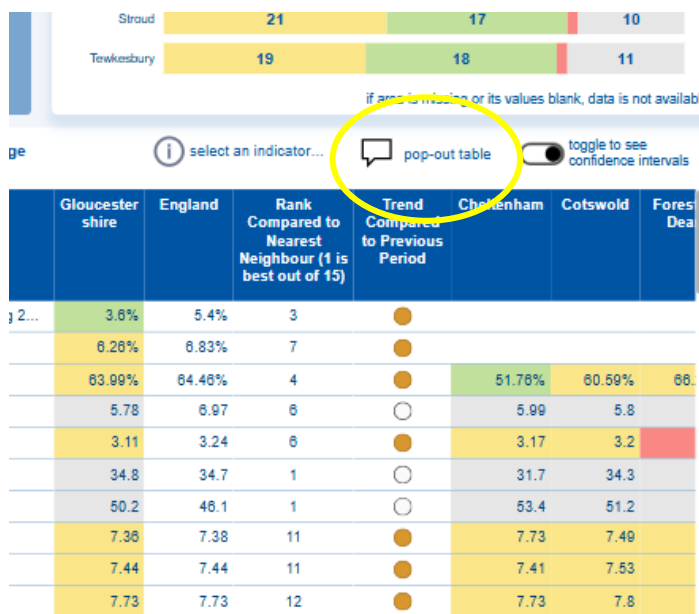 Stroud 21 17 10
Tewkesbury 19 18 11
if area is missing or its values blank, data is not availab
ge i select an indicator... pop-out table toggle to see
confidence intervals
Gloucester England Rank Trend Cheltenham Cotswold Fores
shire Compared to Compared Dea
Nearest to Previous
Neighbour (1 is Period
best out of 15)
g 2... 3.6% 5.4% 3
6.26% 6.83% 7
63.99% 64.46% 4 51.76% 60.59% 66.
5.78 6.97 6 5.99 5.8
3.11 3.24 6 3.17 3.2
34.8 34.7 1 31.7 34.3
50.2 46.1 1 53.4 51.2
7.36 7.38 11 7.73 7.49
7.44 7.44 11 7.41 7.53
7.73 7.73 12 7.73 7.8